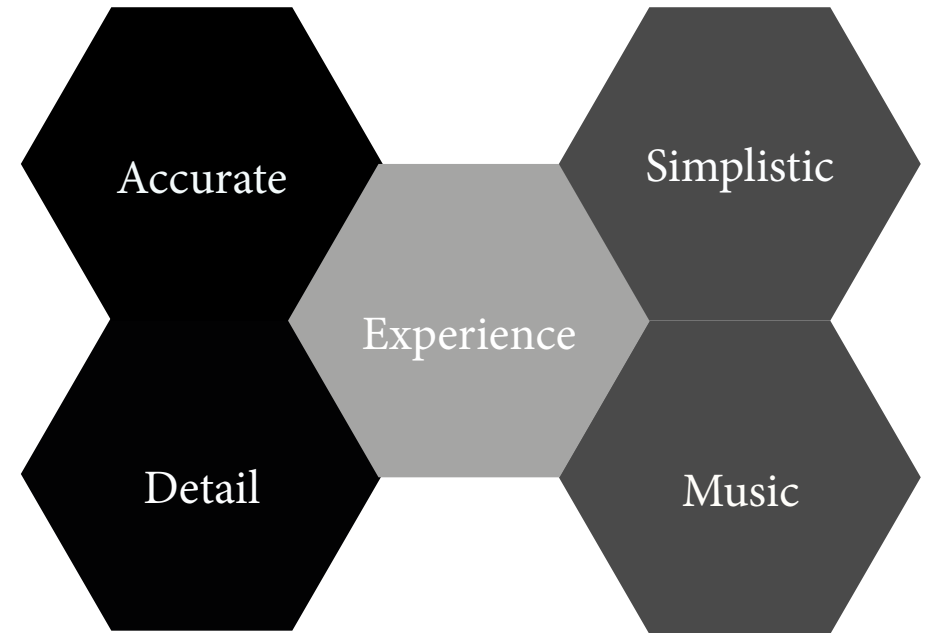 Accurate
Simplistic
Experience
Detail
Music